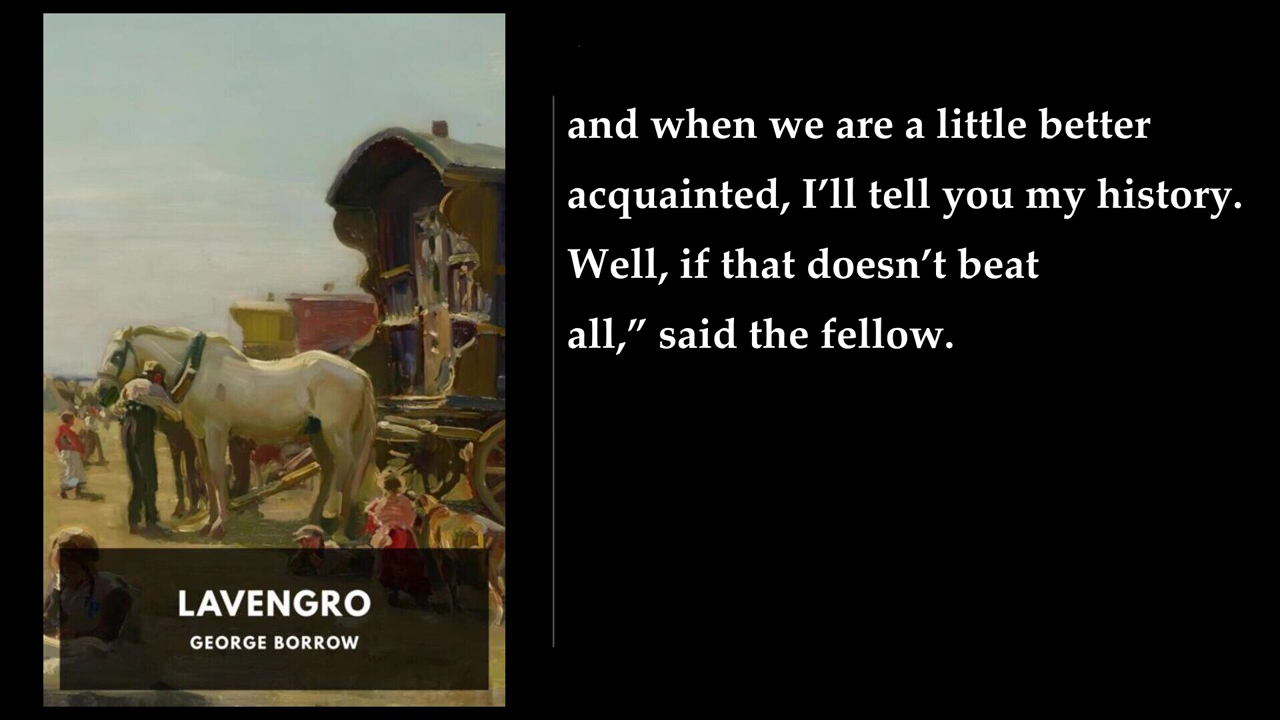 LAVENGRO
GEORGE BORROW
and when we are a little better
acquainted, I’ll tell you my history.
Well, if that doesn’t beat
all,” said the fellow.